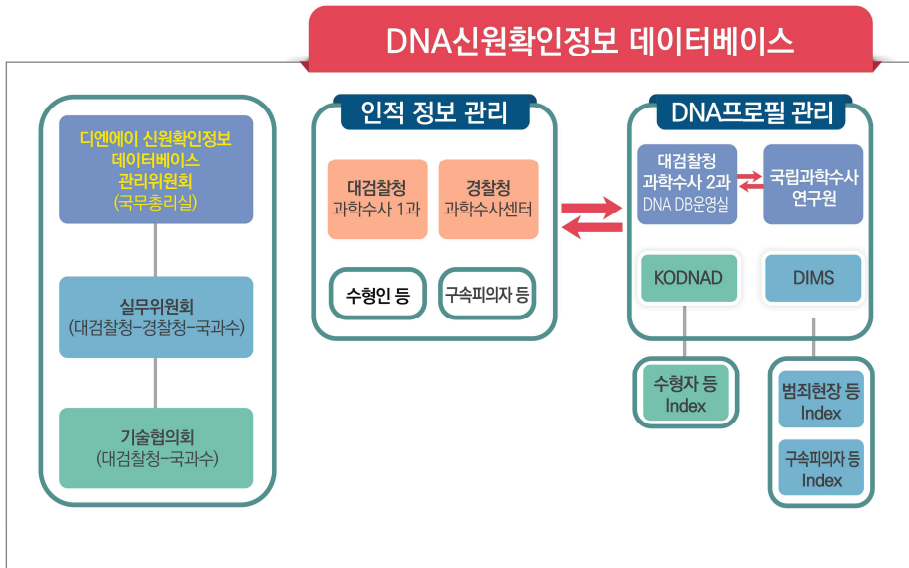 DNA신원확인정보 데이터베이스
디엔에이 신원확인정보
데이터베이스
관리위원회
(국무총리실)
실무위원회
(대검찰청-경찰청-국과수)
기술협의회
(대검찰청-국과수)
인적 정보 관리
대검찰청
과학수사 1과
경찰청
과학수사센터
수형인 등
구속피의자 등
DNA프로필 관리
대검찰청
과학수사 2과
DNA DB운영실
국립과학수사
연구원
KODNAD
DIMS
수형자 등
Index
범죄현장 등
Index
구속피의자 등
Index